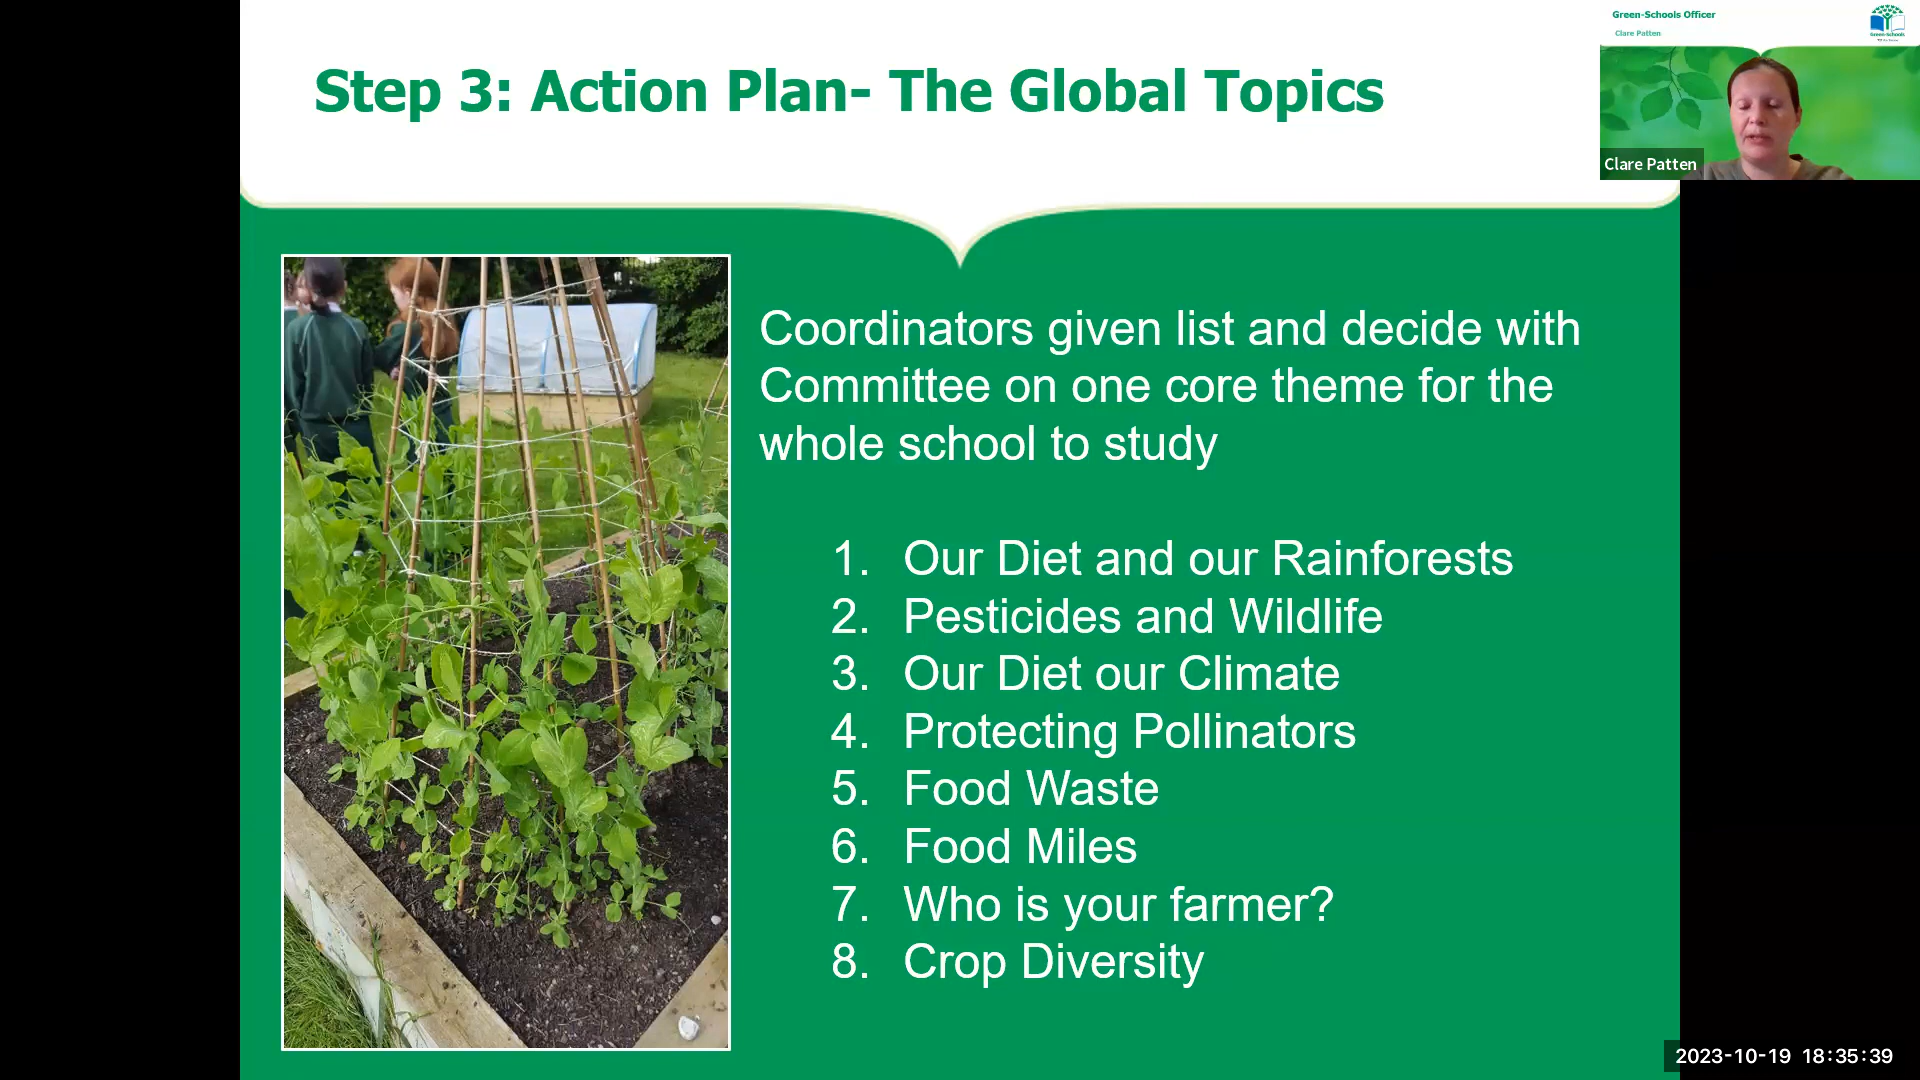 Step 3: Action Plan- The Global Topics
Green-Schools Officer
Clare Patten
Green-Schools
Clare Patten
Coordinators given list and decide with
Committee on one core theme for the
whole school to study
1. Our Diet and our Rainforests
2. Pesticides and Wildlife
3. Our Diet our Climate
4. Protecting Pollinators
5. Food Waste
6. Food Miles
7. Who is your farmer?
8. Crop Diversity
2023-10-19 18:35:39